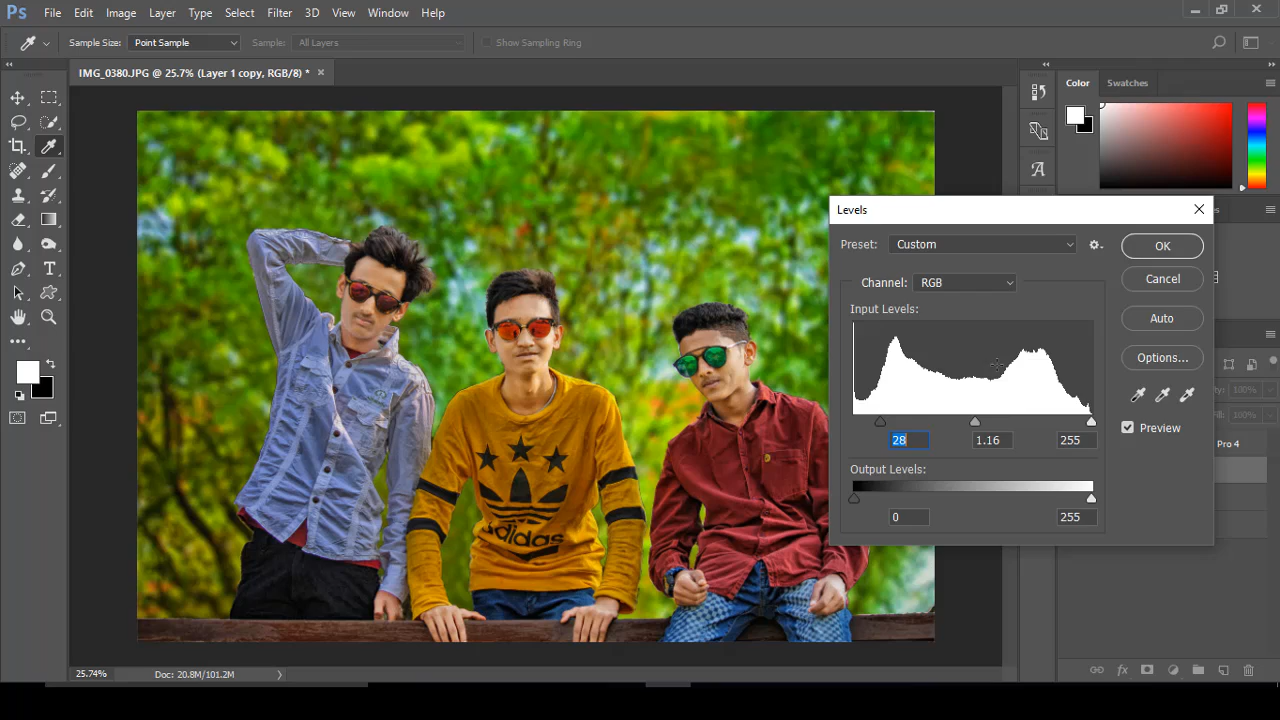 Ps File Edit Image Layer Type Select Filter 3D View Window Help
Sample Size: Point Sample Sample: All Layers Show Sampling Ring
IMG_0380.JPG @ 25.7% (Layer 1 copy, RGB/8) * ×
Color Swatches
Levels
Preset: Custom
OK
Channel: RGB
Cancel
Input Levels:
Auto
Options...
Preview
28 1.16 255
Output Levels:
0 255
100%
100%
Pro 4
A
T
adidas
25.74% Doc: 20.8M/101.2M
fx